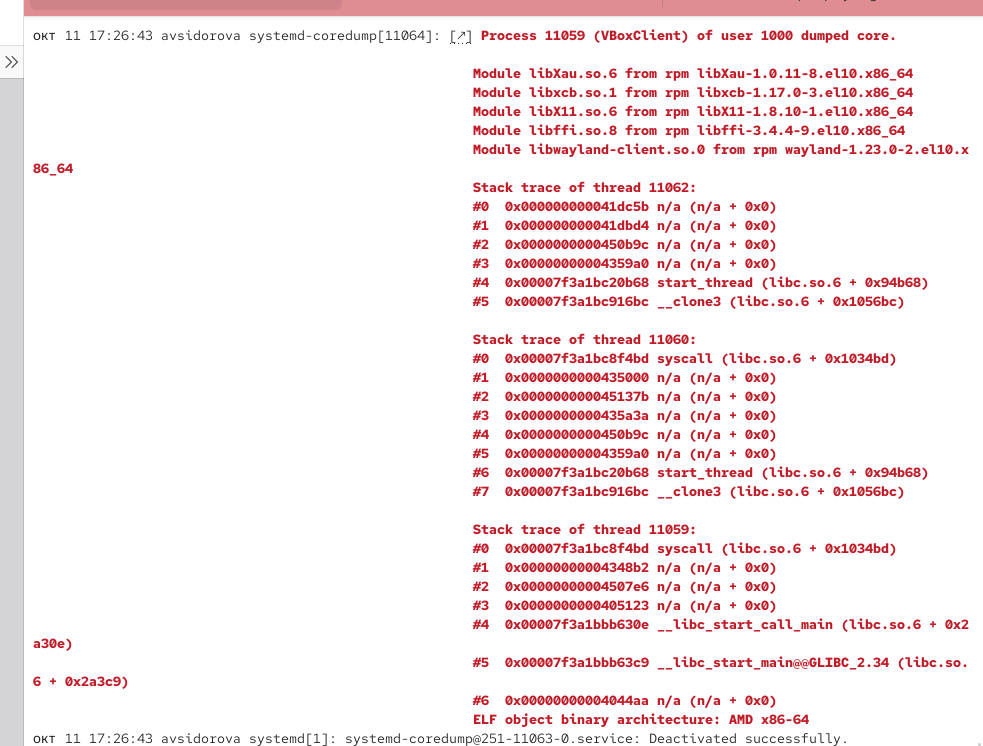 окт 11 17:26:43 avsidorova systemd-coredump[11064]: [↗] Process 11059 (VBoxClient) of user 1000 dumped core.
Module libXau.so.6 from rpm libXau-1.0.11-8.el10.x86_64
Module libxcb.so.1 from rpm libxcb-1.17.0-3.el10.x86_64
Module libX11.so.6 from rpm libX11-1.8.10-1.el10.x86_64
Module libffi.so.8 from rpm libffi-3.4.4-9.el10.x86_64
Module libwayland-client.so.0 from rpm wayland-1.23.0-2.el10.x
86_64
Stack trace of thread 11062:
#0  0x000000000041dc5b n/a (n/a + 0x0)
#1  0x000000000041dbd4 n/a (n/a + 0x0)
#2  0x0000000000450b9c n/a (n/a + 0x0)
#3  0x00000000004359a0 n/a (n/a + 0x0)
#4  0x00007f3a1bc20b68 start_thread (libc.so.6 + 0x94b68)
#5  0x00007f3a1bc916bc __clone3 (libc.so.6 + 0x1056bc)
Stack trace of thread 11060:
#0  0x00007f3a1bc8f4bd syscall (libc.so.6 + 0x1034bd)
#1  0x0000000000435000 n/a (n/a + 0x0)
#2  0x000000000045137b n/a (n/a + 0x0)
#3  0x0000000000435a3a n/a (n/a + 0x0)
#4  0x0000000000450b9c n/a (n/a + 0x0)
#5  0x00000000004359a0 n/a (n/a + 0x0)
#6  0x00007f3a1bc20b68 start_thread (libc.so.6 + 0x94b68)
#7  0x00007f3a1bc916bc __clone3 (libc.so.6 + 0x1056bc)
Stack trace of thread 11059:
#0  0x00007f3a1bc8f4bd syscall (libc.so.6 + 0x1034bd)
#1  0x00000000004348b2 n/a (n/a + 0x0)
#2  0x00000000004507e6 n/a (n/a + 0x0)
#3  0x0000000000405123 n/a (n/a + 0x0)
#4  0x00007f3a1bbb630e __libc_start_call_main (libc.so.6 + 0x2
a30e)
#5  0x00007f3a1bbb63c9 __libc_start_main@@GLIBC_2.34 (libc.so.
6 + 0x2a3c9)
#6  0x00000000004044aa n/a (n/a + 0x0)
ELF object binary architecture: AMD x86-64
окт 11 17:26:43 avsidorova systemd[1]: systemd-coredump@251-11063-0.service: Deactivated successfully.